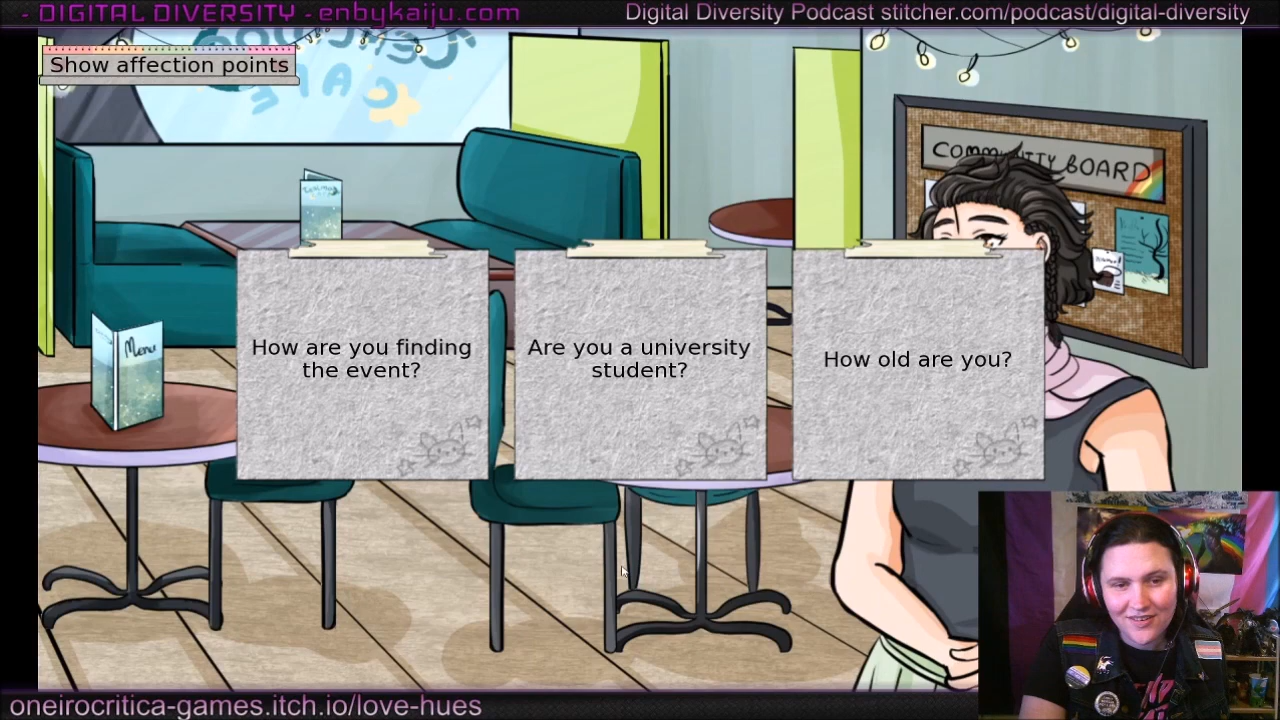 - DIGITAL DIVERSITY - enbykaiju.com
Digital Diversity Podcast stitcher.com/podcast/digital-diversity
Show affection points
CAFE
COMMUNITY BOARD
Menu
How are you finding
the event?
Are you a university
student?
How old are you?
oneirocritica-games.itch.io/love-hues